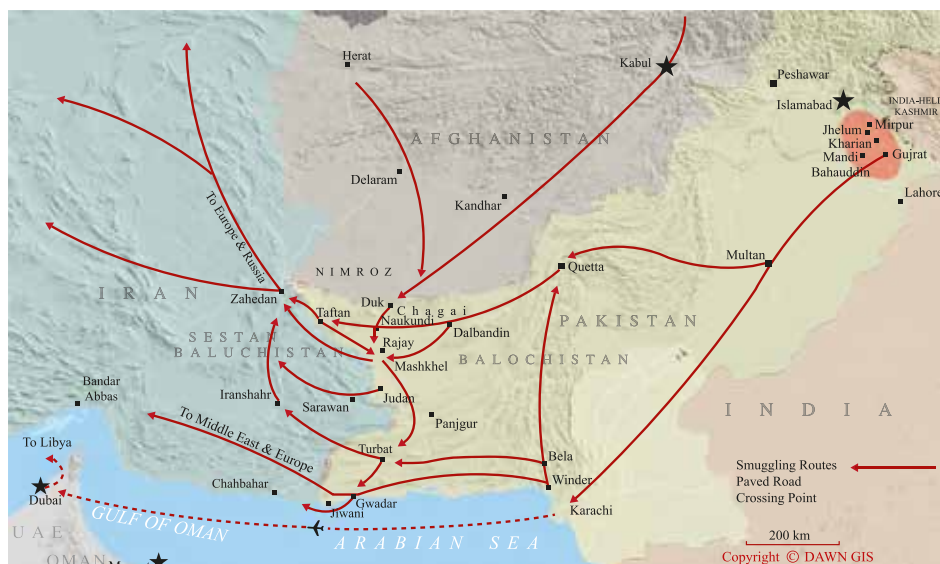 Herat
Kabul
Peshawar
Islamabad
INDIA-HEL
KASHMIR
Mirpur
Jhelum
Kharian
Mandi
Gujrat
Bahauddin
Lahore
AFGHANISTAN
Delaram
Kandhar
To Europe & Russia
NIMROZ
Quetta
Multan
IRAN
Zahedan
Taftan
Duk
Chagai
Naukundi
Dalbandin
PAKISTAN
SESTAN
BALUCHISTAN
Rajay
Mashkhel
BALOCHISTAN
Bandar
Abbas
Iranshahr
Sarawan
Judan
Panjgur
INDIA
To Middle East & Europe
To Libya
Turbat
Bela
Winder
Smuggling Routes
Paved Road
Crossing Point
Dubai
Chahbahar
Jiwani
Gwadar
Karachi
GULF OF OMAN
ARABIAN SEA
UAE
OMAN
200 km
Copyright © DAWN GIS